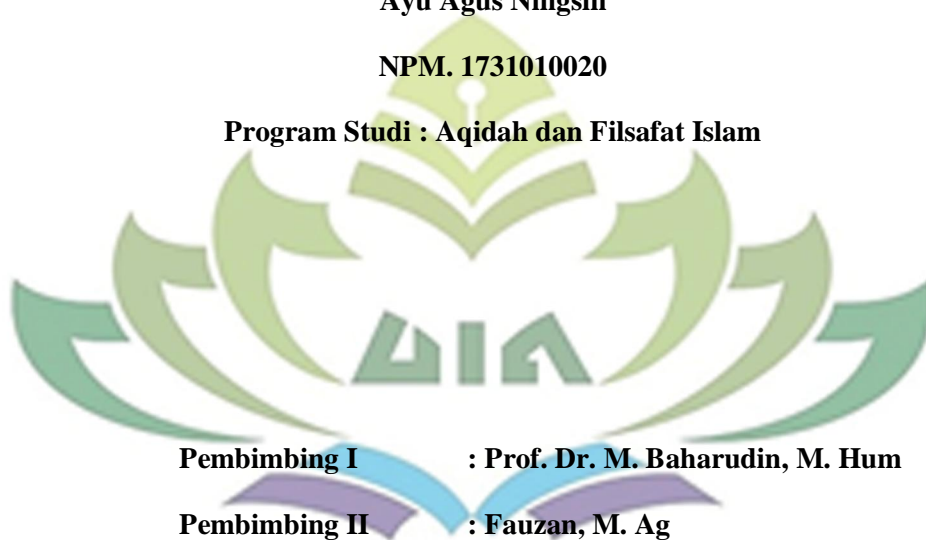 Ayu Agus Ningsih
NPM. 1731010020
Program Studi : Aqidah dan Filsafat Islam
UIN
Pembimbing I : Prof. Dr. M. Baharudin, M. Hum
Pembimbing II : Fauzan, M. Ag